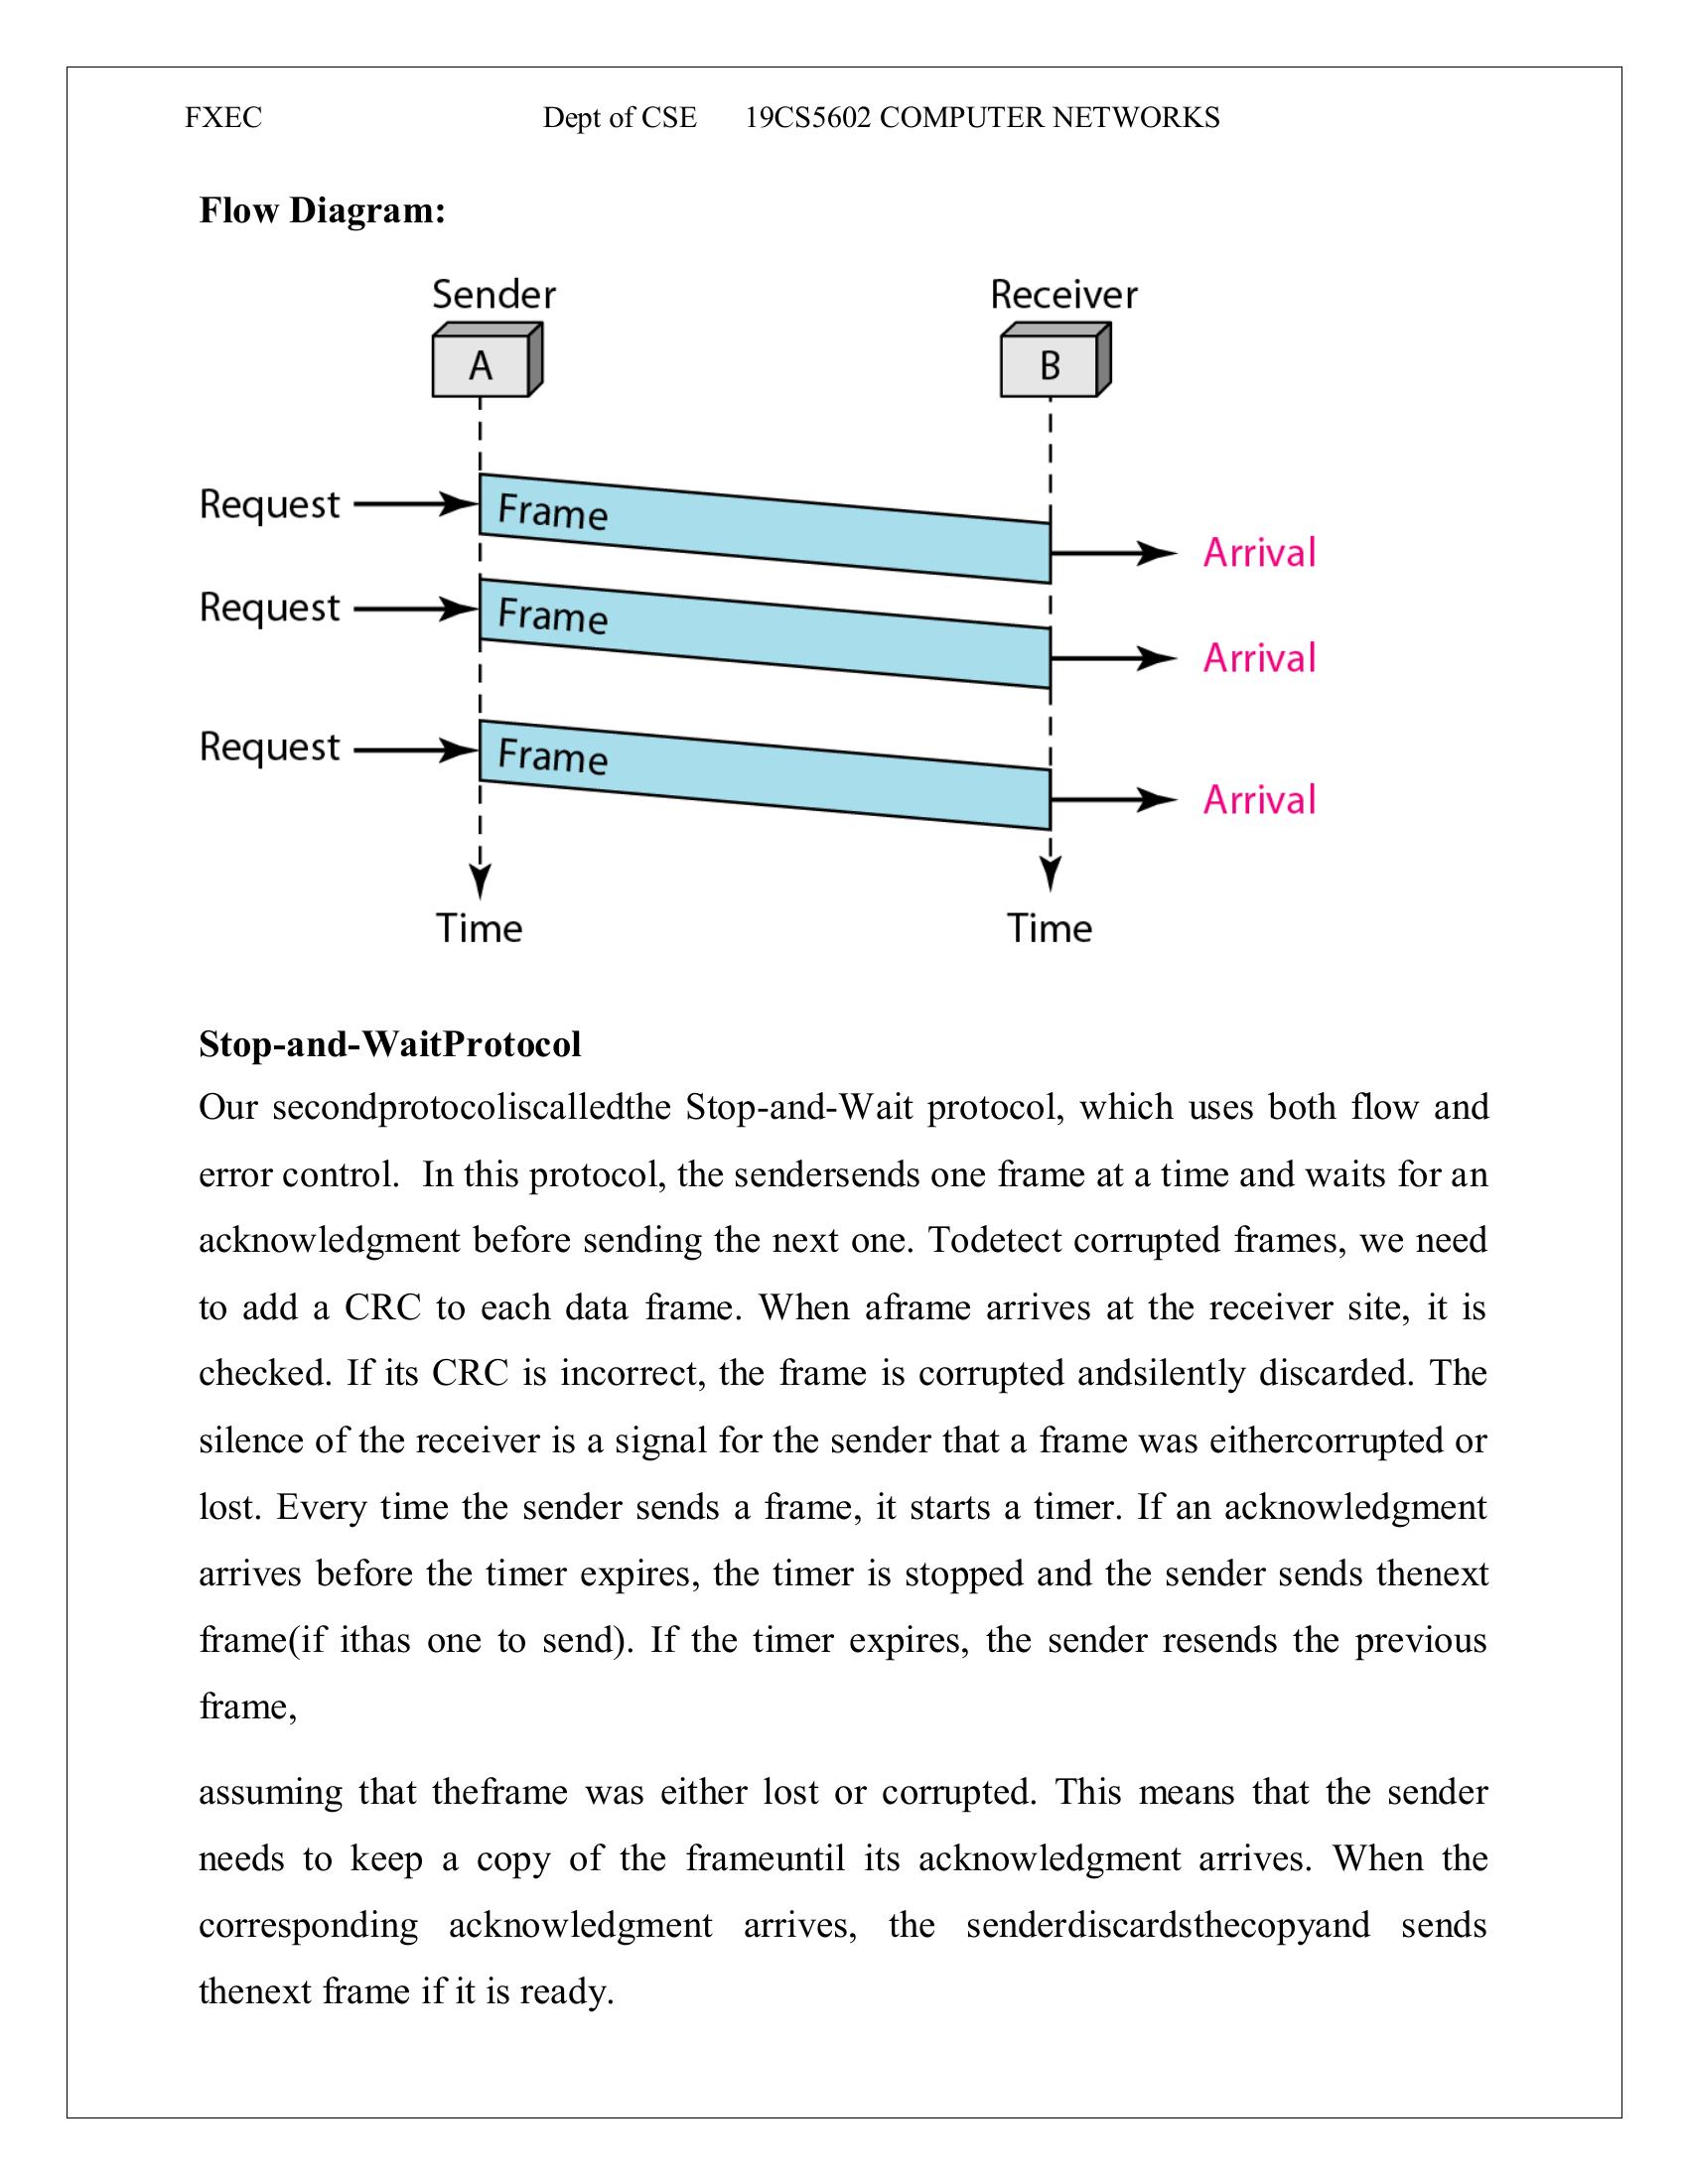 FXEC Dept of CSE 19CS5602 COMPUTER NETWORKS
Flow Diagram:
Sender Receiver
A B
Request Frame Arrival
Request Frame Arrival
Request Frame Arrival
Time Time
Stop-and-WaitProtocol
Our secondprotocoliscalledthe Stop-and-Wait protocol, which uses both flow and
error control. In this protocol, the sendersends one frame at a time and waits for an
acknowledgment before sending the next one. Todetect corrupted frames, we need
to add a CRC to each data frame. When aframe arrives at the receiver site, it is
checked. If its CRC is incorrect, the frame is corrupted andsilently discarded. The
silence of the receiver is a signal for the sender that a frame was eithercorrupted or
lost. Every time the sender sends a frame, it starts a timer. If an acknowledgment
arrives before the timer expires, the timer is stopped and the sender sends thenext
frame(if ithas one to send). If the timer expires, the sender resends the previous
frame,
assuming that theframe was either lost or corrupted. This means that the sender
needs to keep a copy of the frameuntil its acknowledgment arrives. When the
corresponding acknowledgment arrives, the senderdiscardsthecopyand sends
thenext frame if it is ready.